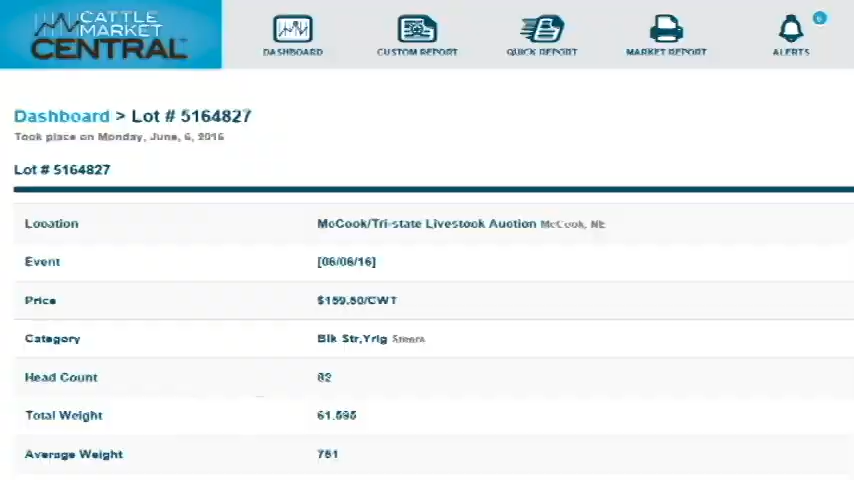 CATTLE
MARKET
CENTRAL
DASHBOARD
CUSTOM REPORT
QUICK REPORT
MARKET REPORT
ALERTS
Dashboard > Lot # 5164827
Took place on Monday, June, 6, 2016
Lot # 5164827
Location McCook/Tri-state Livestock Auction McCook, NE
Event [06/06/16]
Price $159.50/CWT
Category Blk Str,Yrlg Steers
Head Count 82
Total Weight 61,595
Average Weight 751